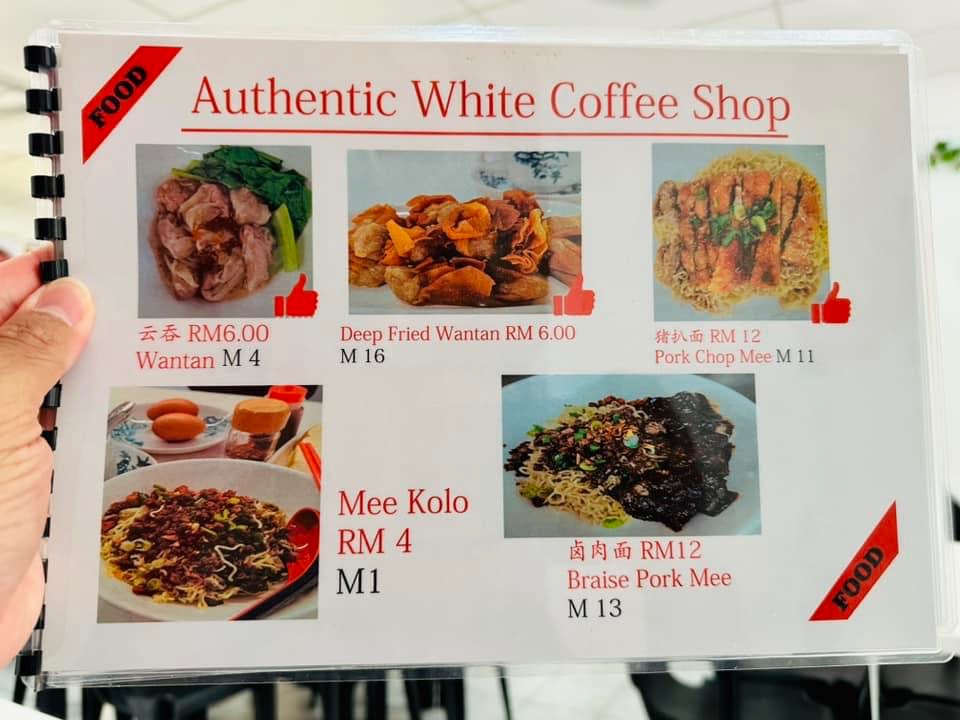 FOOD
Authentic White Coffee Shop
云吞 RM6.00
Wantan M 4
Deep Fried Wantan RM 6.00
M 16
猪扒面 RM 12
Pork Chop Mee M 11
Mee Kolo
RM 4
M1
卤肉面 RM12
Braise Pork Mee
M 13
FOOD